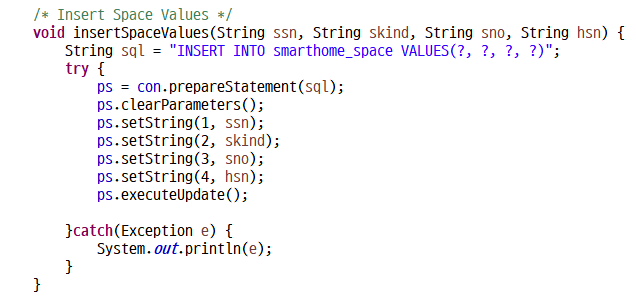 /* Insert Space Values */
void insertSpaceValues(String ssn, String skind, String sno, String hsn) {
    String sql = "INSERT INTO smarthome_space VALUES(?, ?, ?, ?)";
    try {
        ps = con.prepareStatement(sql);
        ps.clearParameters();
        ps.setString(1, ssn);
        ps.setString(2, skind);
        ps.setString(3, sno);
        ps.setString(4, hsn);
        ps.executeUpdate();

    }catch(Exception e) {
        System.out.println(e);
    }
}